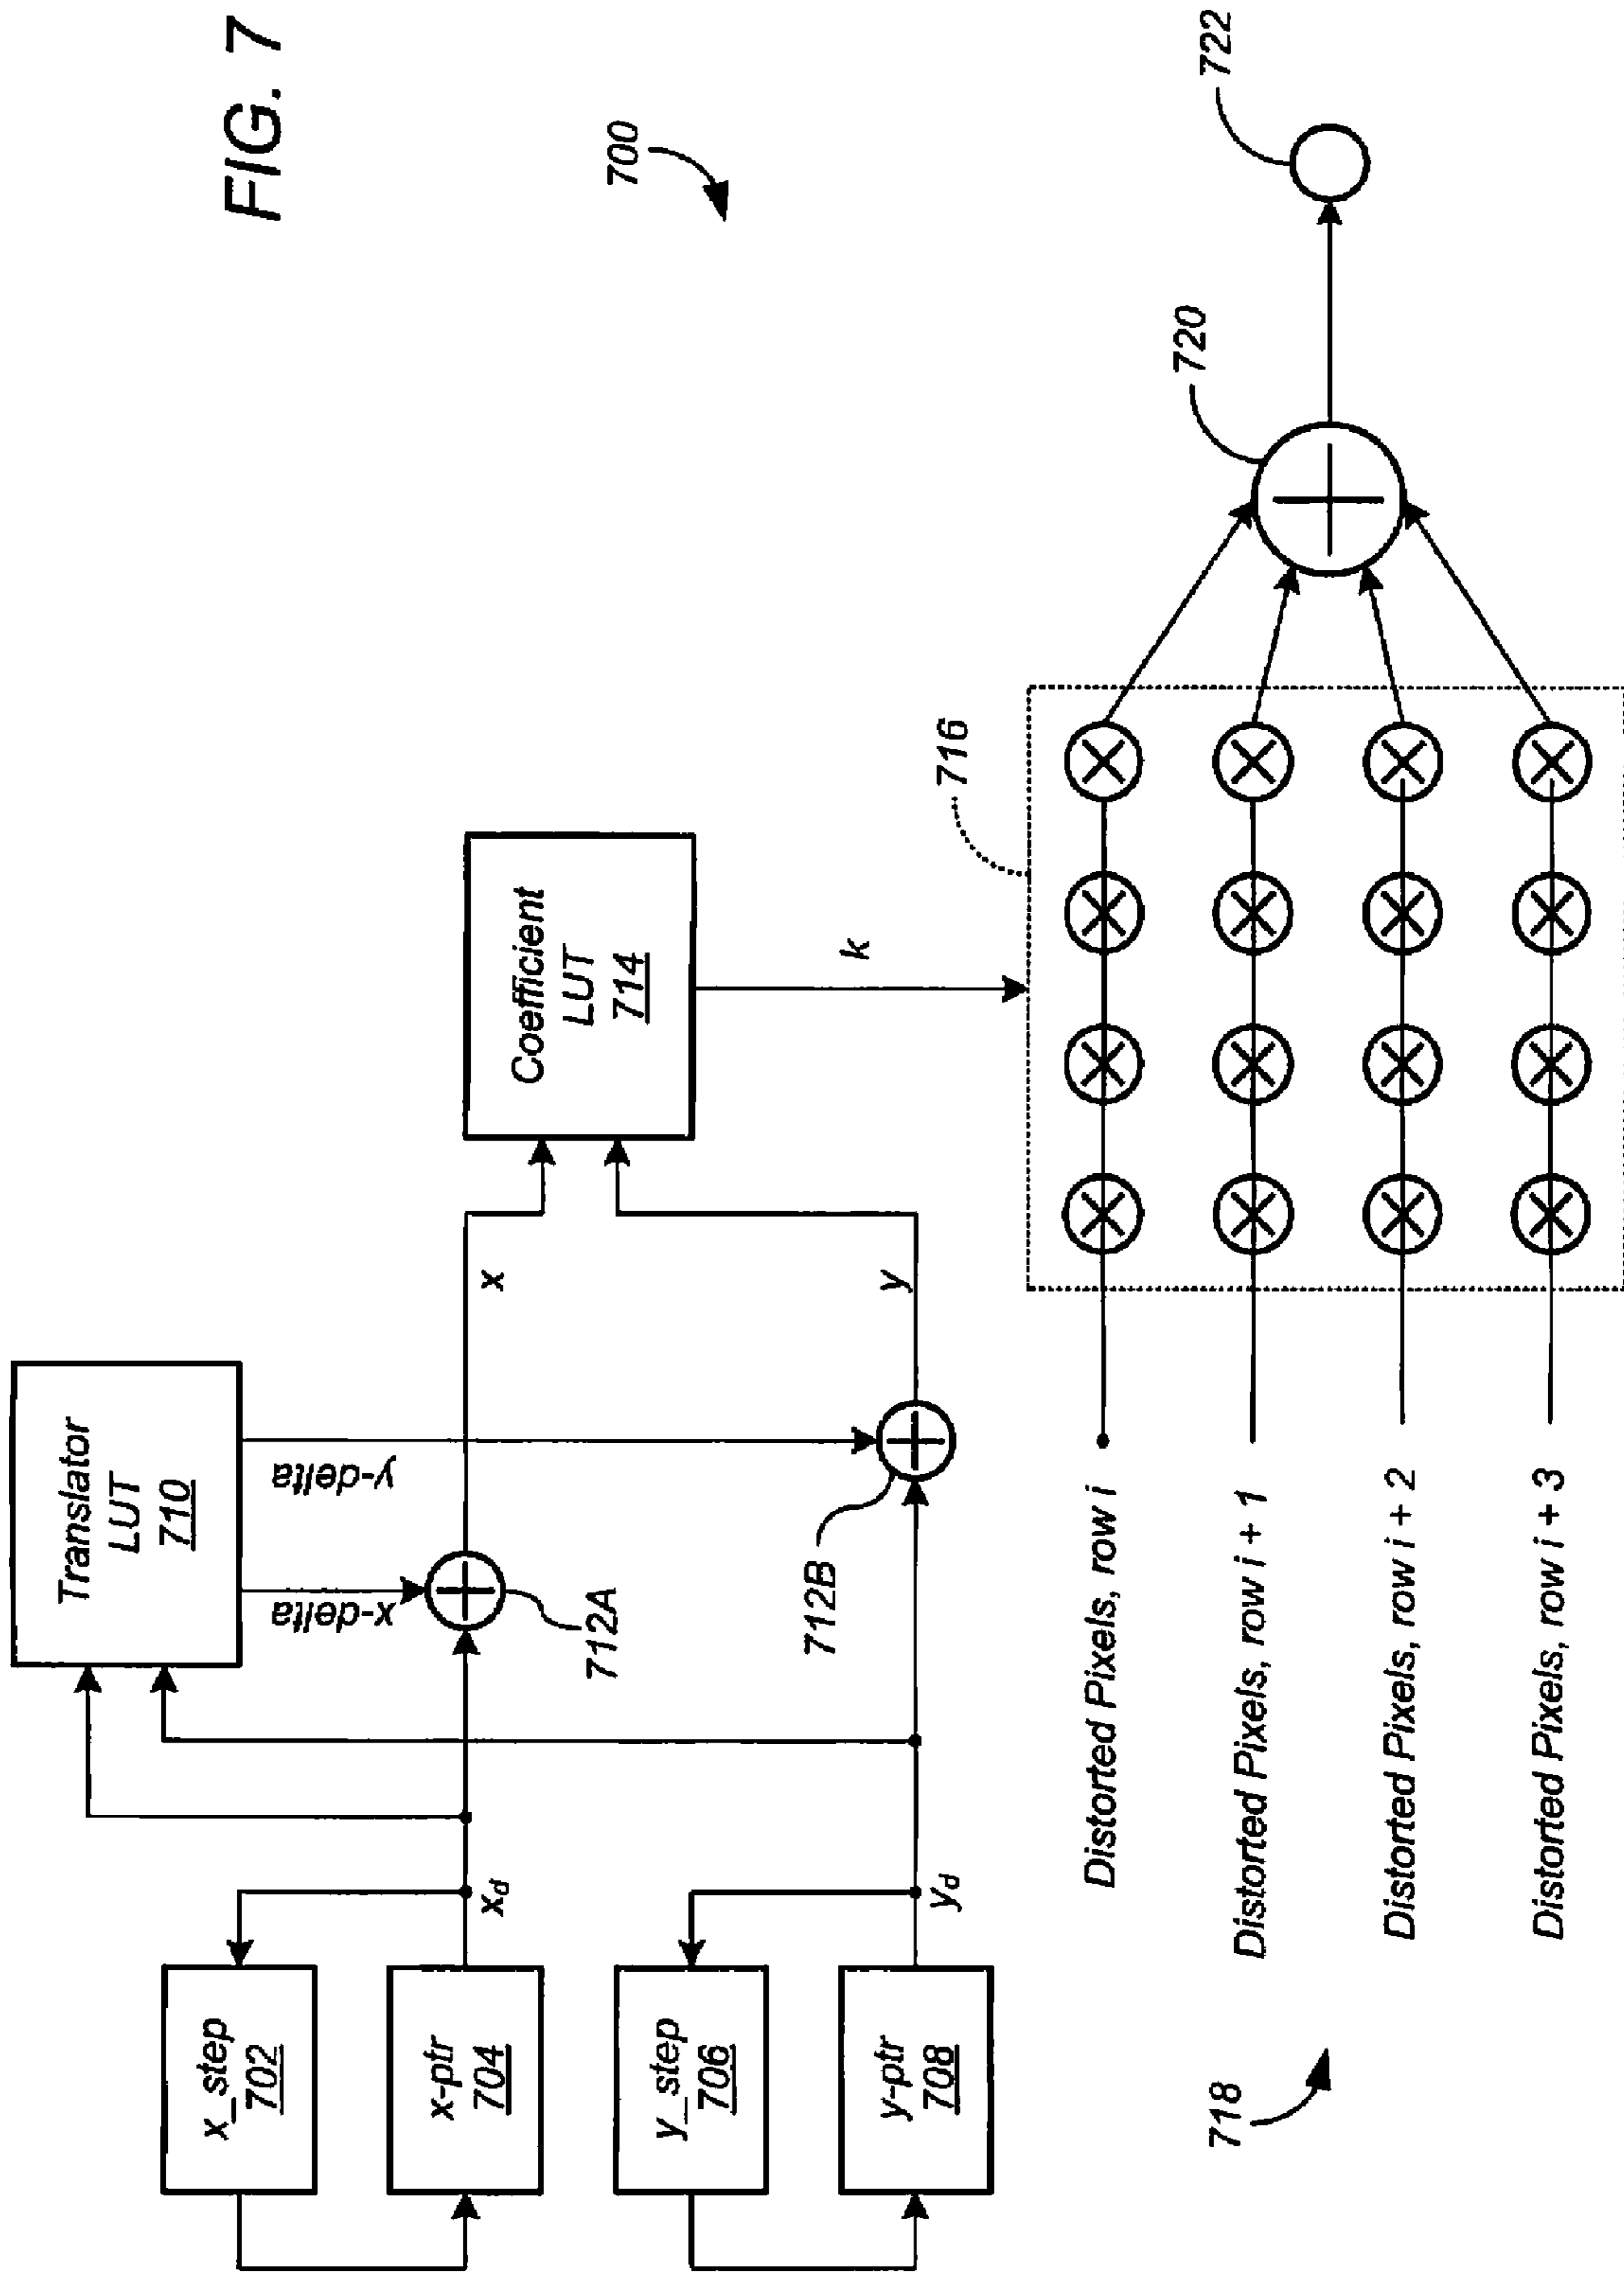 FIG. 7
700
Translator
LUT
710
x_step
702
x-ptr
704
x-delta
y-delta
xd
712A
x
Coefficient
LUT
714
y_step
706
y-ptr
708
yd
712B
y
k
716
718
Distorted Pixels, row i
Distorted Pixels, row i + 1
Distorted Pixels, row i + 2
Distorted Pixels, row i + 3
720
722